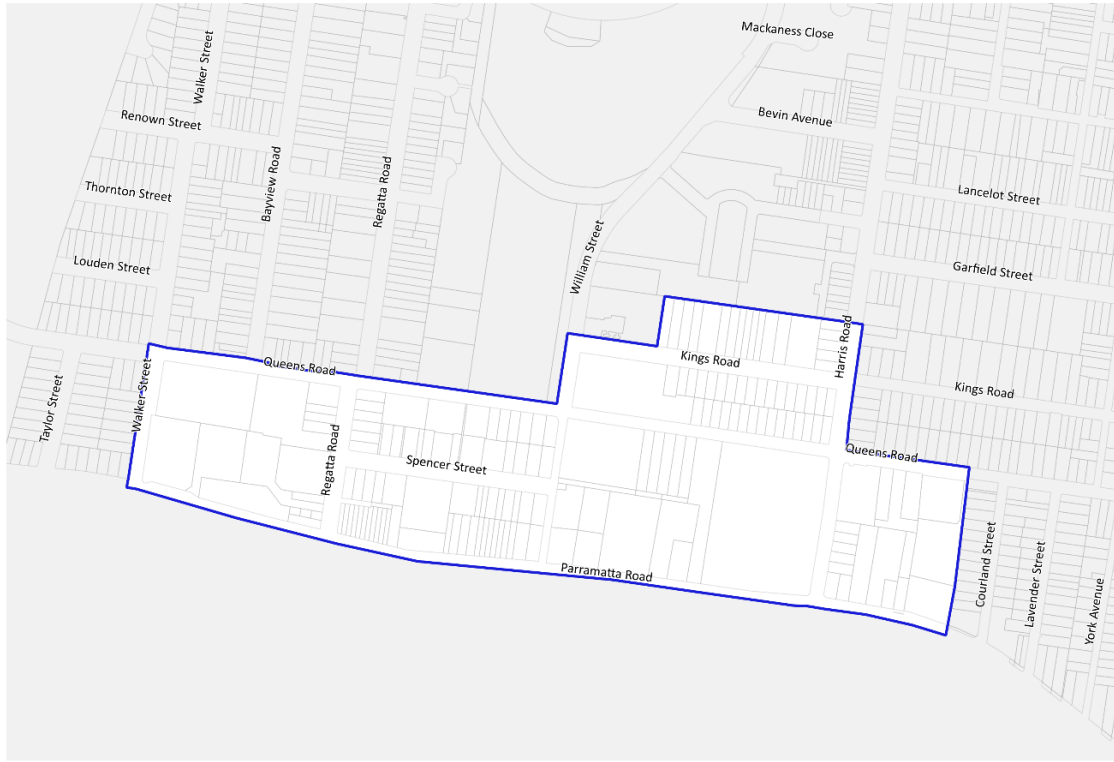 Mackaness Close
Walker Street
Renown Street
Bevin Avenue
Bayview Road
Regatta Road
Thornton Street
Lancelot Street
William Street
Louden Street
Garfield Street
Harris Road
Kings Road
Queens Road
Kings Road
Taylor Street
Walker Street
Regatta Road
Spencer Street
Queens Road
Parramatta Road
Courland Street
Lavender Street
York Avenue